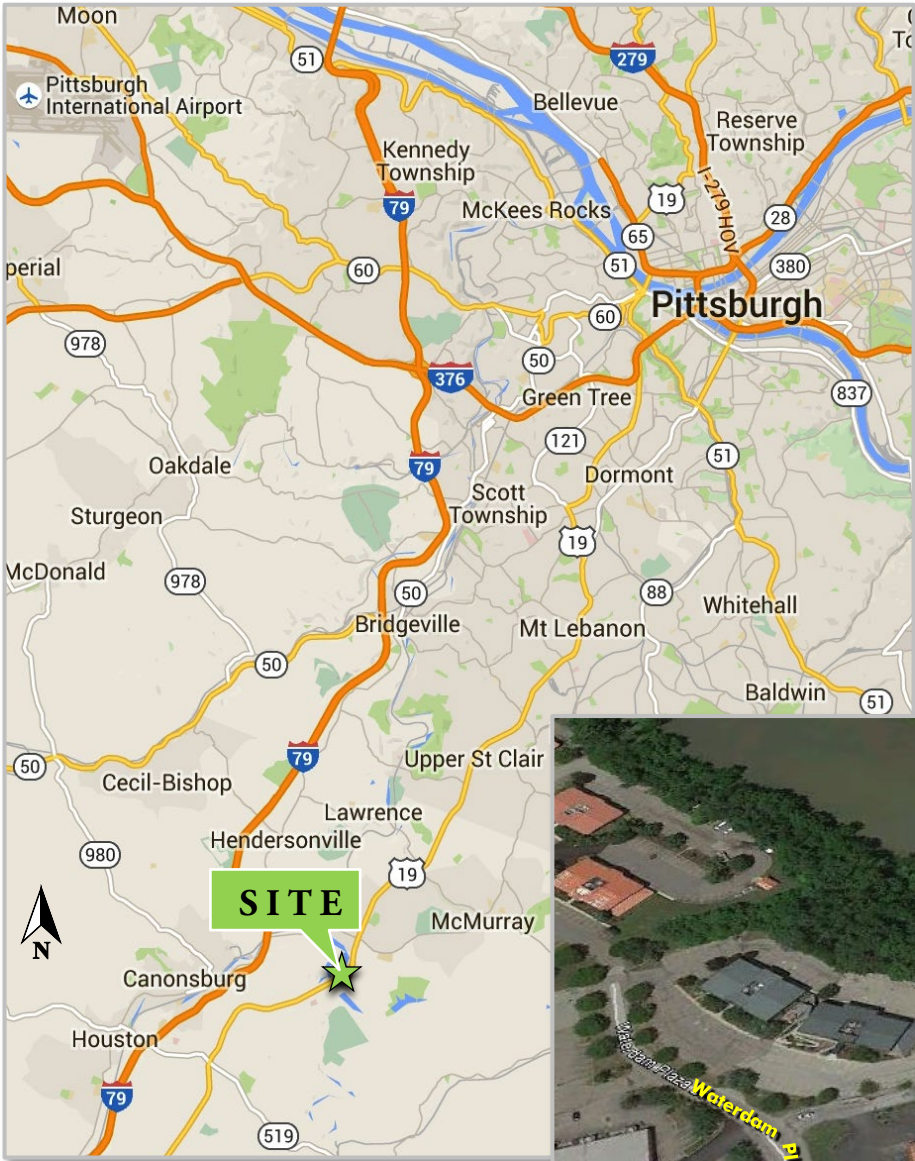 Moon
51
279
Pittsburgh
International Airport
Bellevue
Reserve
Township
Kennedy
Township
I-279 HOV
79
19
McKees Rocks
28
65
51
380
perial
60
Pittsburgh
60
978
50
376
837
Green Tree
121
51
Oakdale
79
Dormont
Scott
Township
Sturgeon
19
McDonald
978
50
88
Whitehall
Bridgeville
Mt Lebanon
50
Baldwin
51
79
50
Upper St Clair
Cecil-Bishop
Lawrence
Hendersonville
980
19
SITE
McMurray
N
Canonsburg
Houston
79
519
Waterdam Plaza
Waterdam Pl